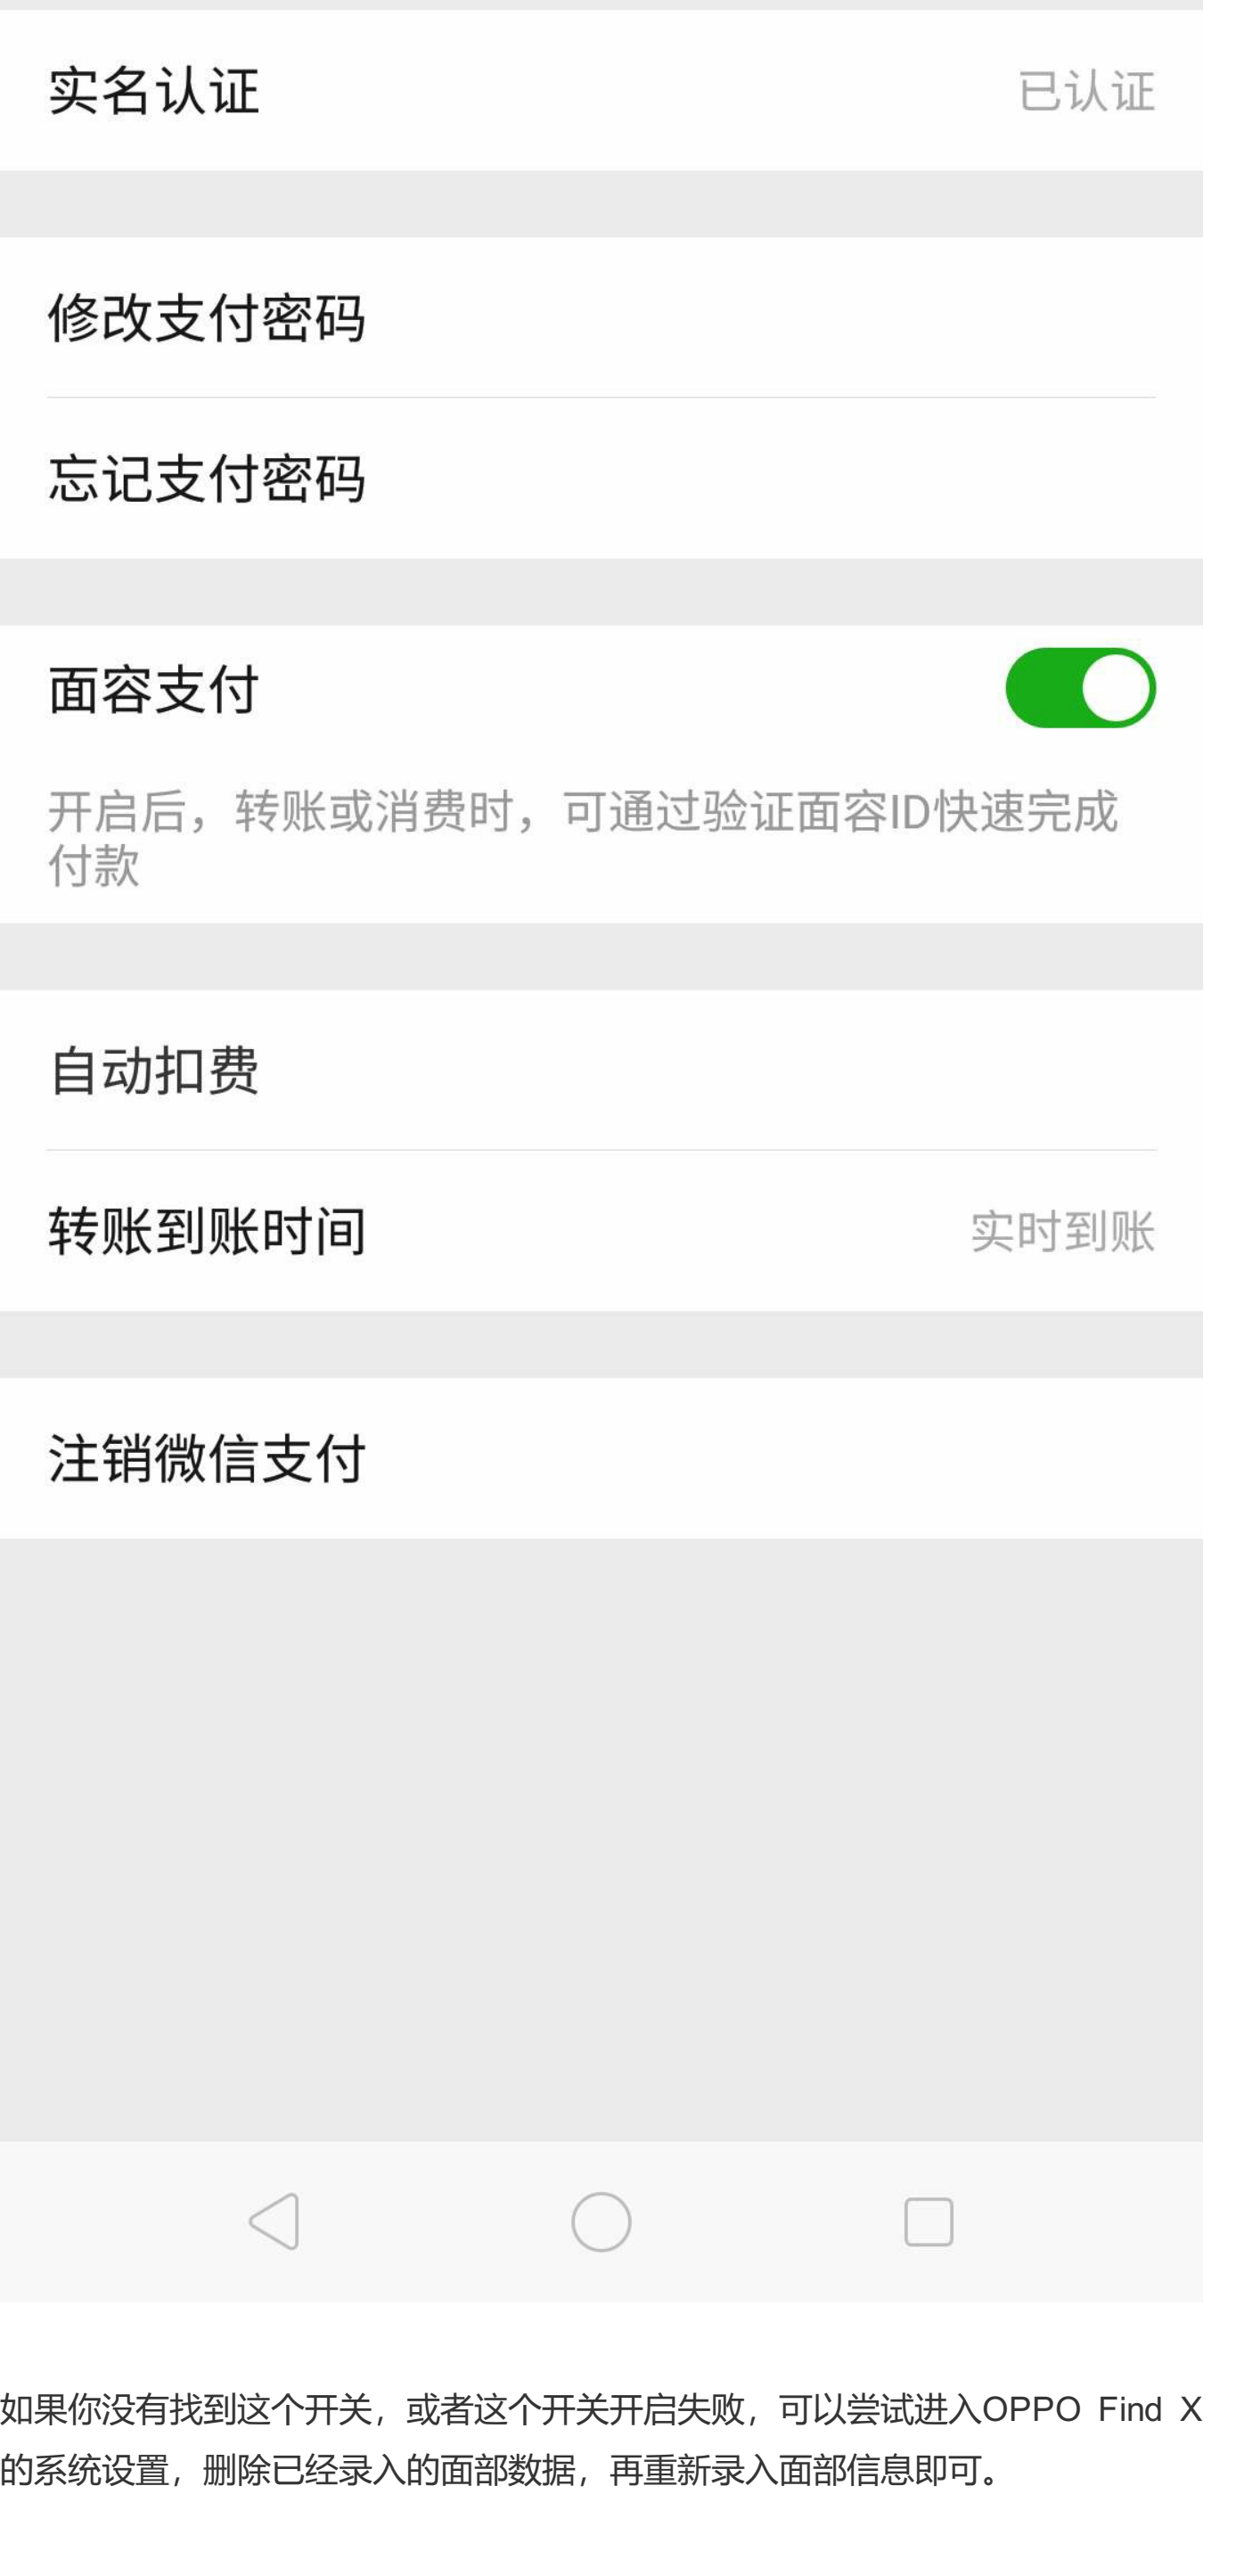 实名认证
已认证
修改支付密码
忘记支付密码
面容支付
开启后，转账或消费时，可通过验证面容ID快速完成
付款
自动扣费
转账到账时间
实时到账
注销微信支付
如果你没有找到这个开关，或者这个开关开启失败，可以尝试进入OPPO Find X
的系统设置，删除已经录入的面部数据，再重新录入面部信息即可。